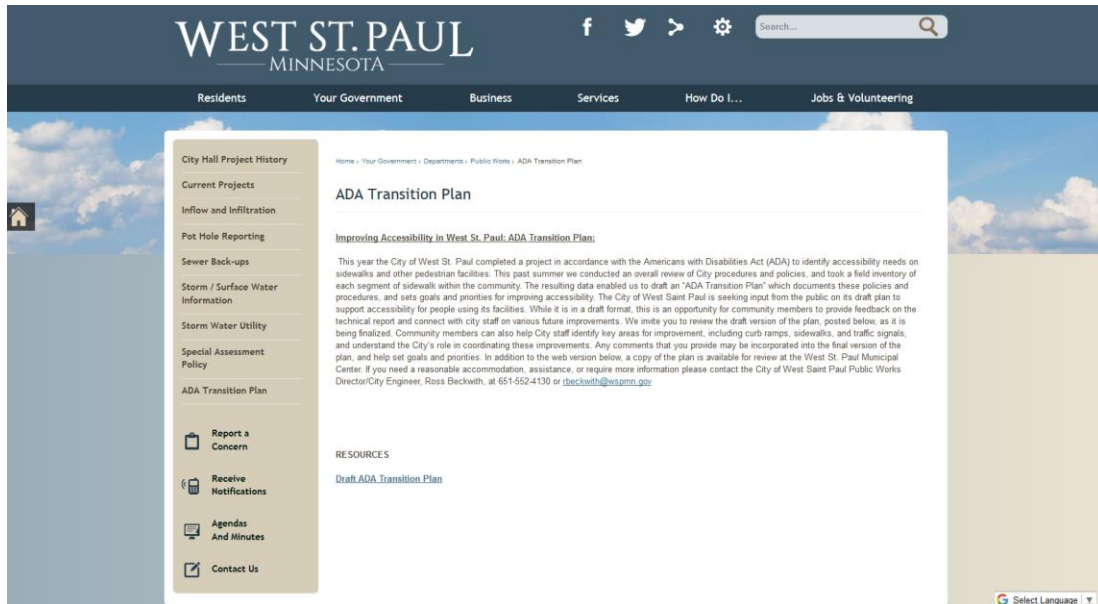 WEST ST. PAUL
MINNESOTA
Search...
Residents
Your Government
Business
Services
How Do I...
Jobs & Volunteering
City Hall Project History
Current Projects
Inflow and Infiltration
Pot Hole Reporting
Sewer Back-ups
Storm / Surface Water
Information
Storm Water Utility
Special Assessment
Policy
ADA Transition Plan
Report a
Concern
Receive
Notifications
Agendas
And Minutes
Contact Us
Home › Your Government › Departments › Public Works › ADA Transition Plan
ADA Transition Plan
Improving Accessibility in West St. Paul: ADA Transition Plan:
This year the City of West St. Paul completed a project in accordance with the Americans with Disabilities Act (ADA) to identify accessibility needs on
sidewalks and other pedestrian facilities. This past summer we conducted an overall review of City procedures and policies, and took a field inventory of
each segment of sidewalk within the community. The resulting data enabled us to draft an "ADA Transition Plan" which documents these policies and
procedures, and sets goals and priorities for improving accessibility. The City of West Saint Paul is seeking input from the public on its draft plan to
support accessibility for people using its facilities. While it is in a draft format, this is an opportunity for community members to provide feedback on the
technical report and connect with city staff on various future improvements. We invite you to review the draft version of the plan, posted below, as it is
being finalized. Community members can also help City staff identify key areas for improvement, including curb ramps, sidewalks, and traffic signals,
and understand the City's role in coordinating these improvements. Any comments that you provide may be incorporated into the final version of the
plan, and help set goals and priorities. In addition to the web version below, a copy of the plan is available for review at the West St. Paul Municipal
Center. If you need a reasonable accommodation, assistance, or require more information please contact the City of West Saint Paul Public Works
Director/City Engineer, Ross Beckwith, at 651-552-4130 or rbeckwith@wspmn.gov
RESOURCES
Draft ADA Transition Plan
Select Language